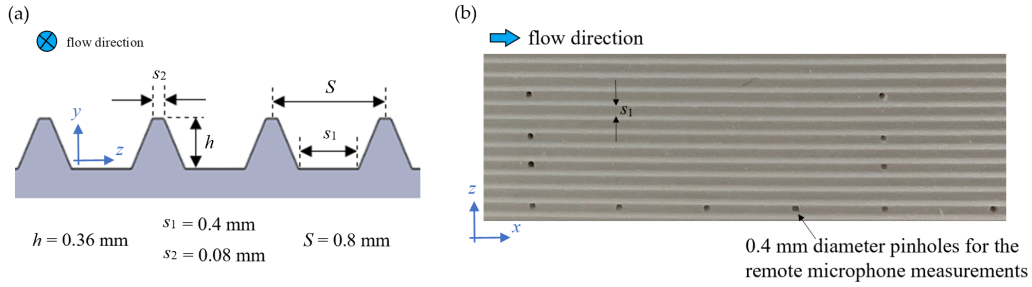 (a)
flow direction
s₂
S
y
h
s₁
z
h = 0.36 mm
s₁ = 0.4 mm
s₂ = 0.08 mm
S = 0.8 mm
(b)
flow direction
s₁
z
x
0.4 mm diameter pinholes for the
remote microphone measurements